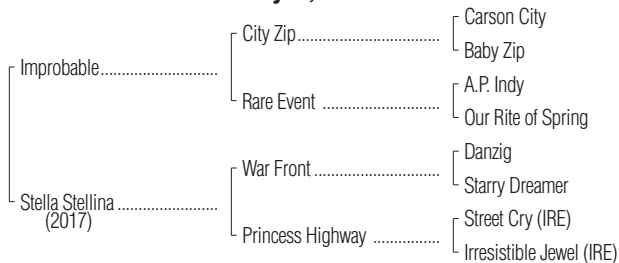 Carson City
City Zip
Baby Zip
Improbable
A.P. Indy
Rare Event
Our Rite of Spring
Danzig
War Front
Starry Dreamer
Stella Stellina
(2017)
Street Cry (IRE)
Princess Highway
Irresistible Jewel (IRE)